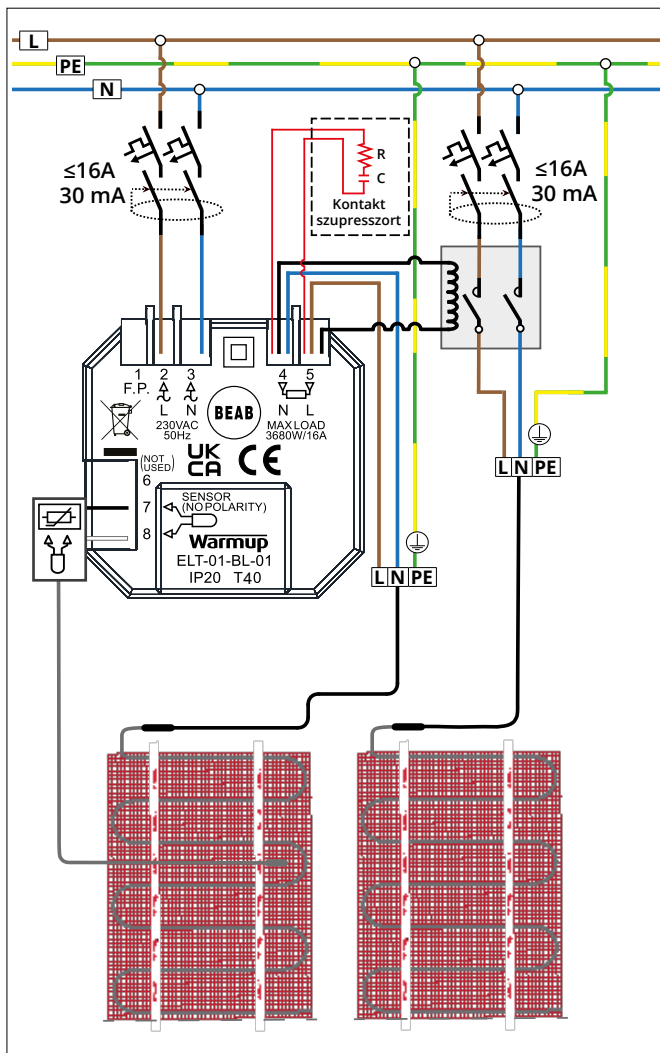 L
PE
N
≤16A
30 mA
R
C
Kontakt
szupresszort
≤16A
30 mA
1 2 3 4 5
F.P. L N N L
230VAC
50Hz
BEAB
MAX LOAD
3680W/16A
UK
CA CE
(NOT
USED)
6
7
8
SENSOR
(NO POLARITY)
Warmup
ELT-01-BL-01
IP20 T40
L N PE
L N PE